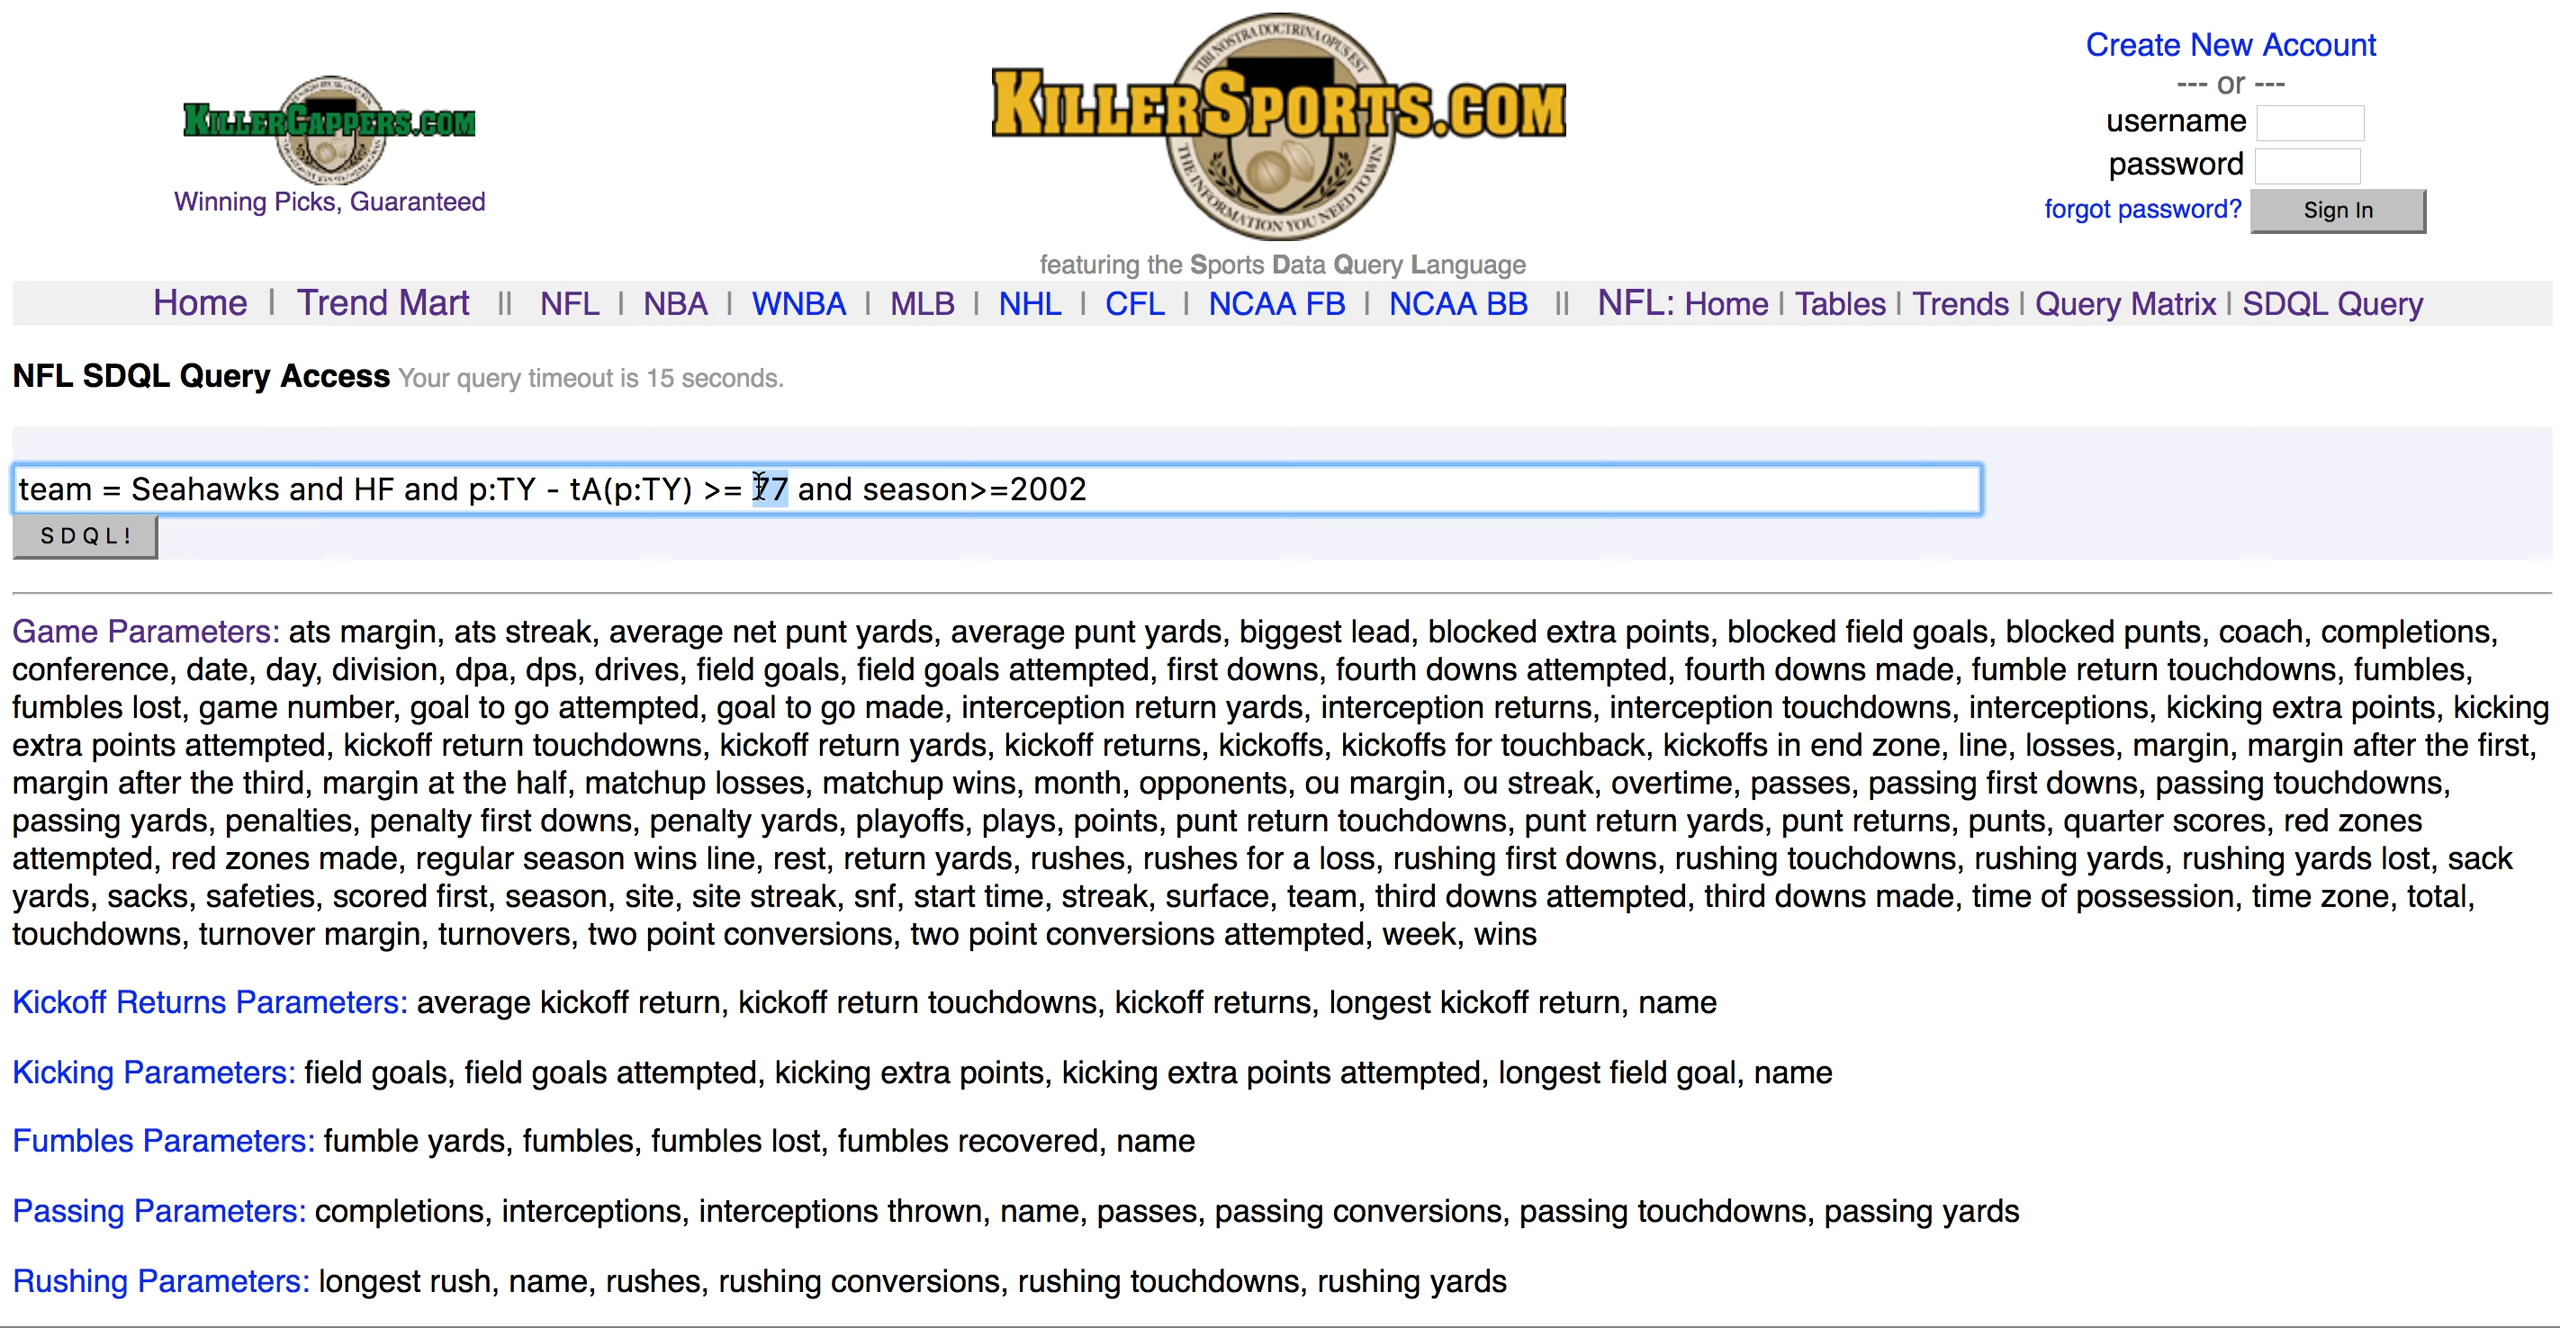 KILLERCAPPERS.COM
Winning Picks, Guaranteed
TIBI NOSTRA DOCTRINA OPUS EST
KILLERSPORTS.COM
THE INFORMATION YOU NEED TO WIN
featuring the Sports Data Query Language
Create New Account
--- or ---
username
password
forgot password? Sign In
Home | Trend Mart || NFL | NBA | WNBA | MLB | NHL | CFL | NCAA FB | NCAA BB || NFL: Home | Tables | Trends | Query Matrix | SDQL Query
NFL SDQL Query Access Your query timeout is 15 seconds.
team = Seahawks and HF and p:TY - tA(p:TY) >= 77 and season>=2002
S D Q L !
Game Parameters: ats margin, ats streak, average net punt yards, average punt yards, biggest lead, blocked extra points, blocked field goals, blocked punts, coach, completions,
conference, date, day, division, dpa, dps, drives, field goals, field goals attempted, first downs, fourth downs attempted, fourth downs made, fumble return touchdowns, fumbles,
fumbles lost, game number, goal to go attempted, goal to go made, interception return yards, interception returns, interception touchdowns, interceptions, kicking extra points, kicking
extra points attempted, kickoff return touchdowns, kickoff return yards, kickoff returns, kickoffs, kickoffs for touchback, kickoffs in end zone, line, losses, margin, margin after the first,
margin after the third, margin at the half, matchup losses, matchup wins, month, opponents, ou margin, ou streak, overtime, passes, passing first downs, passing touchdowns,
passing yards, penalties, penalty first downs, penalty yards, playoffs, plays, points, punt return touchdowns, punt return yards, punt returns, punts, quarter scores, red zones
attempted, red zones made, regular season wins line, rest, return yards, rushes, rushes for a loss, rushing first downs, rushing touchdowns, rushing yards, rushing yards lost, sack
yards, sacks, safeties, scored first, season, site, site streak, snf, start time, streak, surface, team, third downs attempted, third downs made, time of possession, time zone, total,
touchdowns, turnover margin, turnovers, two point conversions, two point conversions attempted, week, wins
Kickoff Returns Parameters: average kickoff return, kickoff return touchdowns, kickoff returns, longest kickoff return, name
Kicking Parameters: field goals, field goals attempted, kicking extra points, kicking extra points attempted, longest field goal, name
Fumbles Parameters: fumble yards, fumbles, fumbles lost, fumbles recovered, name
Passing Parameters: completions, interceptions, interceptions thrown, name, passes, passing conversions, passing touchdowns, passing yards
Rushing Parameters: longest rush, name, rushes, rushing conversions, rushing touchdowns, rushing yards